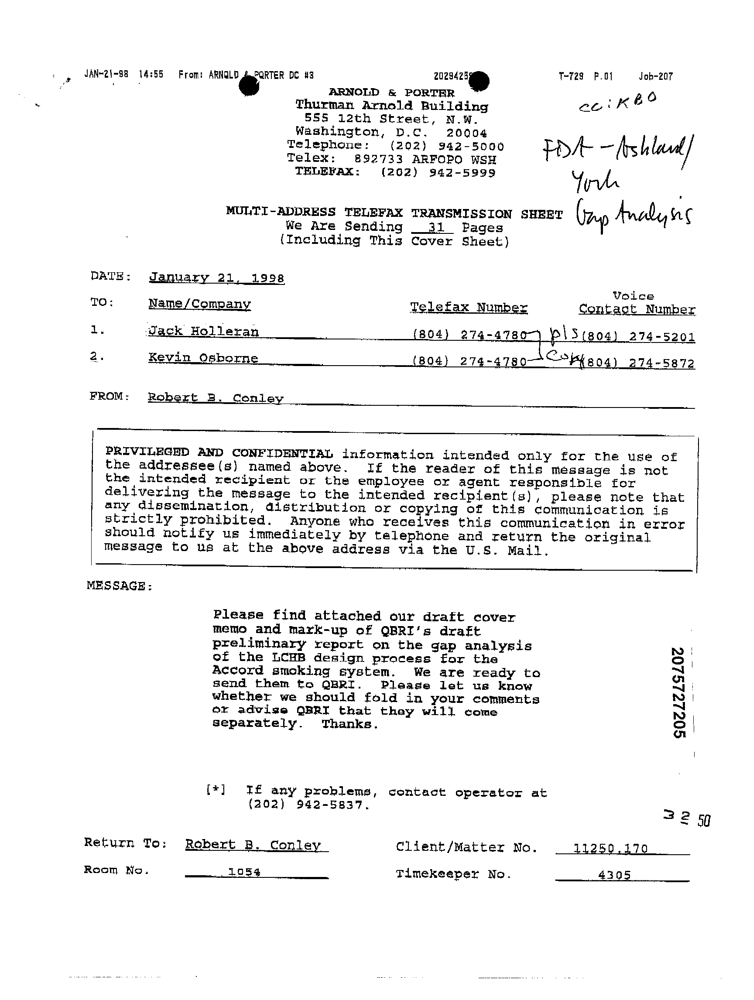 JAN-21-98 14:55 From: ARNOLD & PORTER DC #3 20294259 T-729 P.01 Job-207
ARNOLD & PORTER
Thurman Arnold Building
555 12th Street, N.W.
Washington, D.C. 20004
Telephone: (202) 942-5000
Telex: 892733 ARFOPO WSH
TELEFAX: (202) 942-5999
cc: KBO
FDA - Ashland/
York
Gap Analysis
MULTI-ADDRESS TELEFAX TRANSMISSION SHEET
We Are Sending 31 Pages
(Including This Cover Sheet)
DATE: January 21, 1998
TO: Name/Company Telefax Number Voice Contact Number
1. Jack Holleran (804) 274-4780 pls (804) 274-5201
2. Kevin Osborne (804) 274-4780 copy (804) 274-5872
FROM: Robert B. Conley
PRIVILEGED AND CONFIDENTIAL information intended only for the use of
the addressee(s) named above. If the reader of this message is not
the intended recipient or the employee or agent responsible for
delivering the message to the intended recipient(s), please note that
any dissemination, distribution or copying of this communication is
strictly prohibited. Anyone who receives this communication in error
should notify us immediately by telephone and return the original
message to us at the above address via the U.S. Mail.
MESSAGE:
Please find attached our draft cover
memo and mark-up of QBRI's draft
preliminary report on the gap analysis
of the LCHB design process for the
Accord smoking system. We are ready to
send them to QBRI. Please let us know
whether we should fold in your comments
or advise QBRI that they will come
separately. Thanks.
2075727205
[*] If any problems, contact operator at
(202) 942-5837.
50
Return To: Robert B. Conley Client/Matter No. 11250.170
Room No. 1054 Timekeeper No. 4305